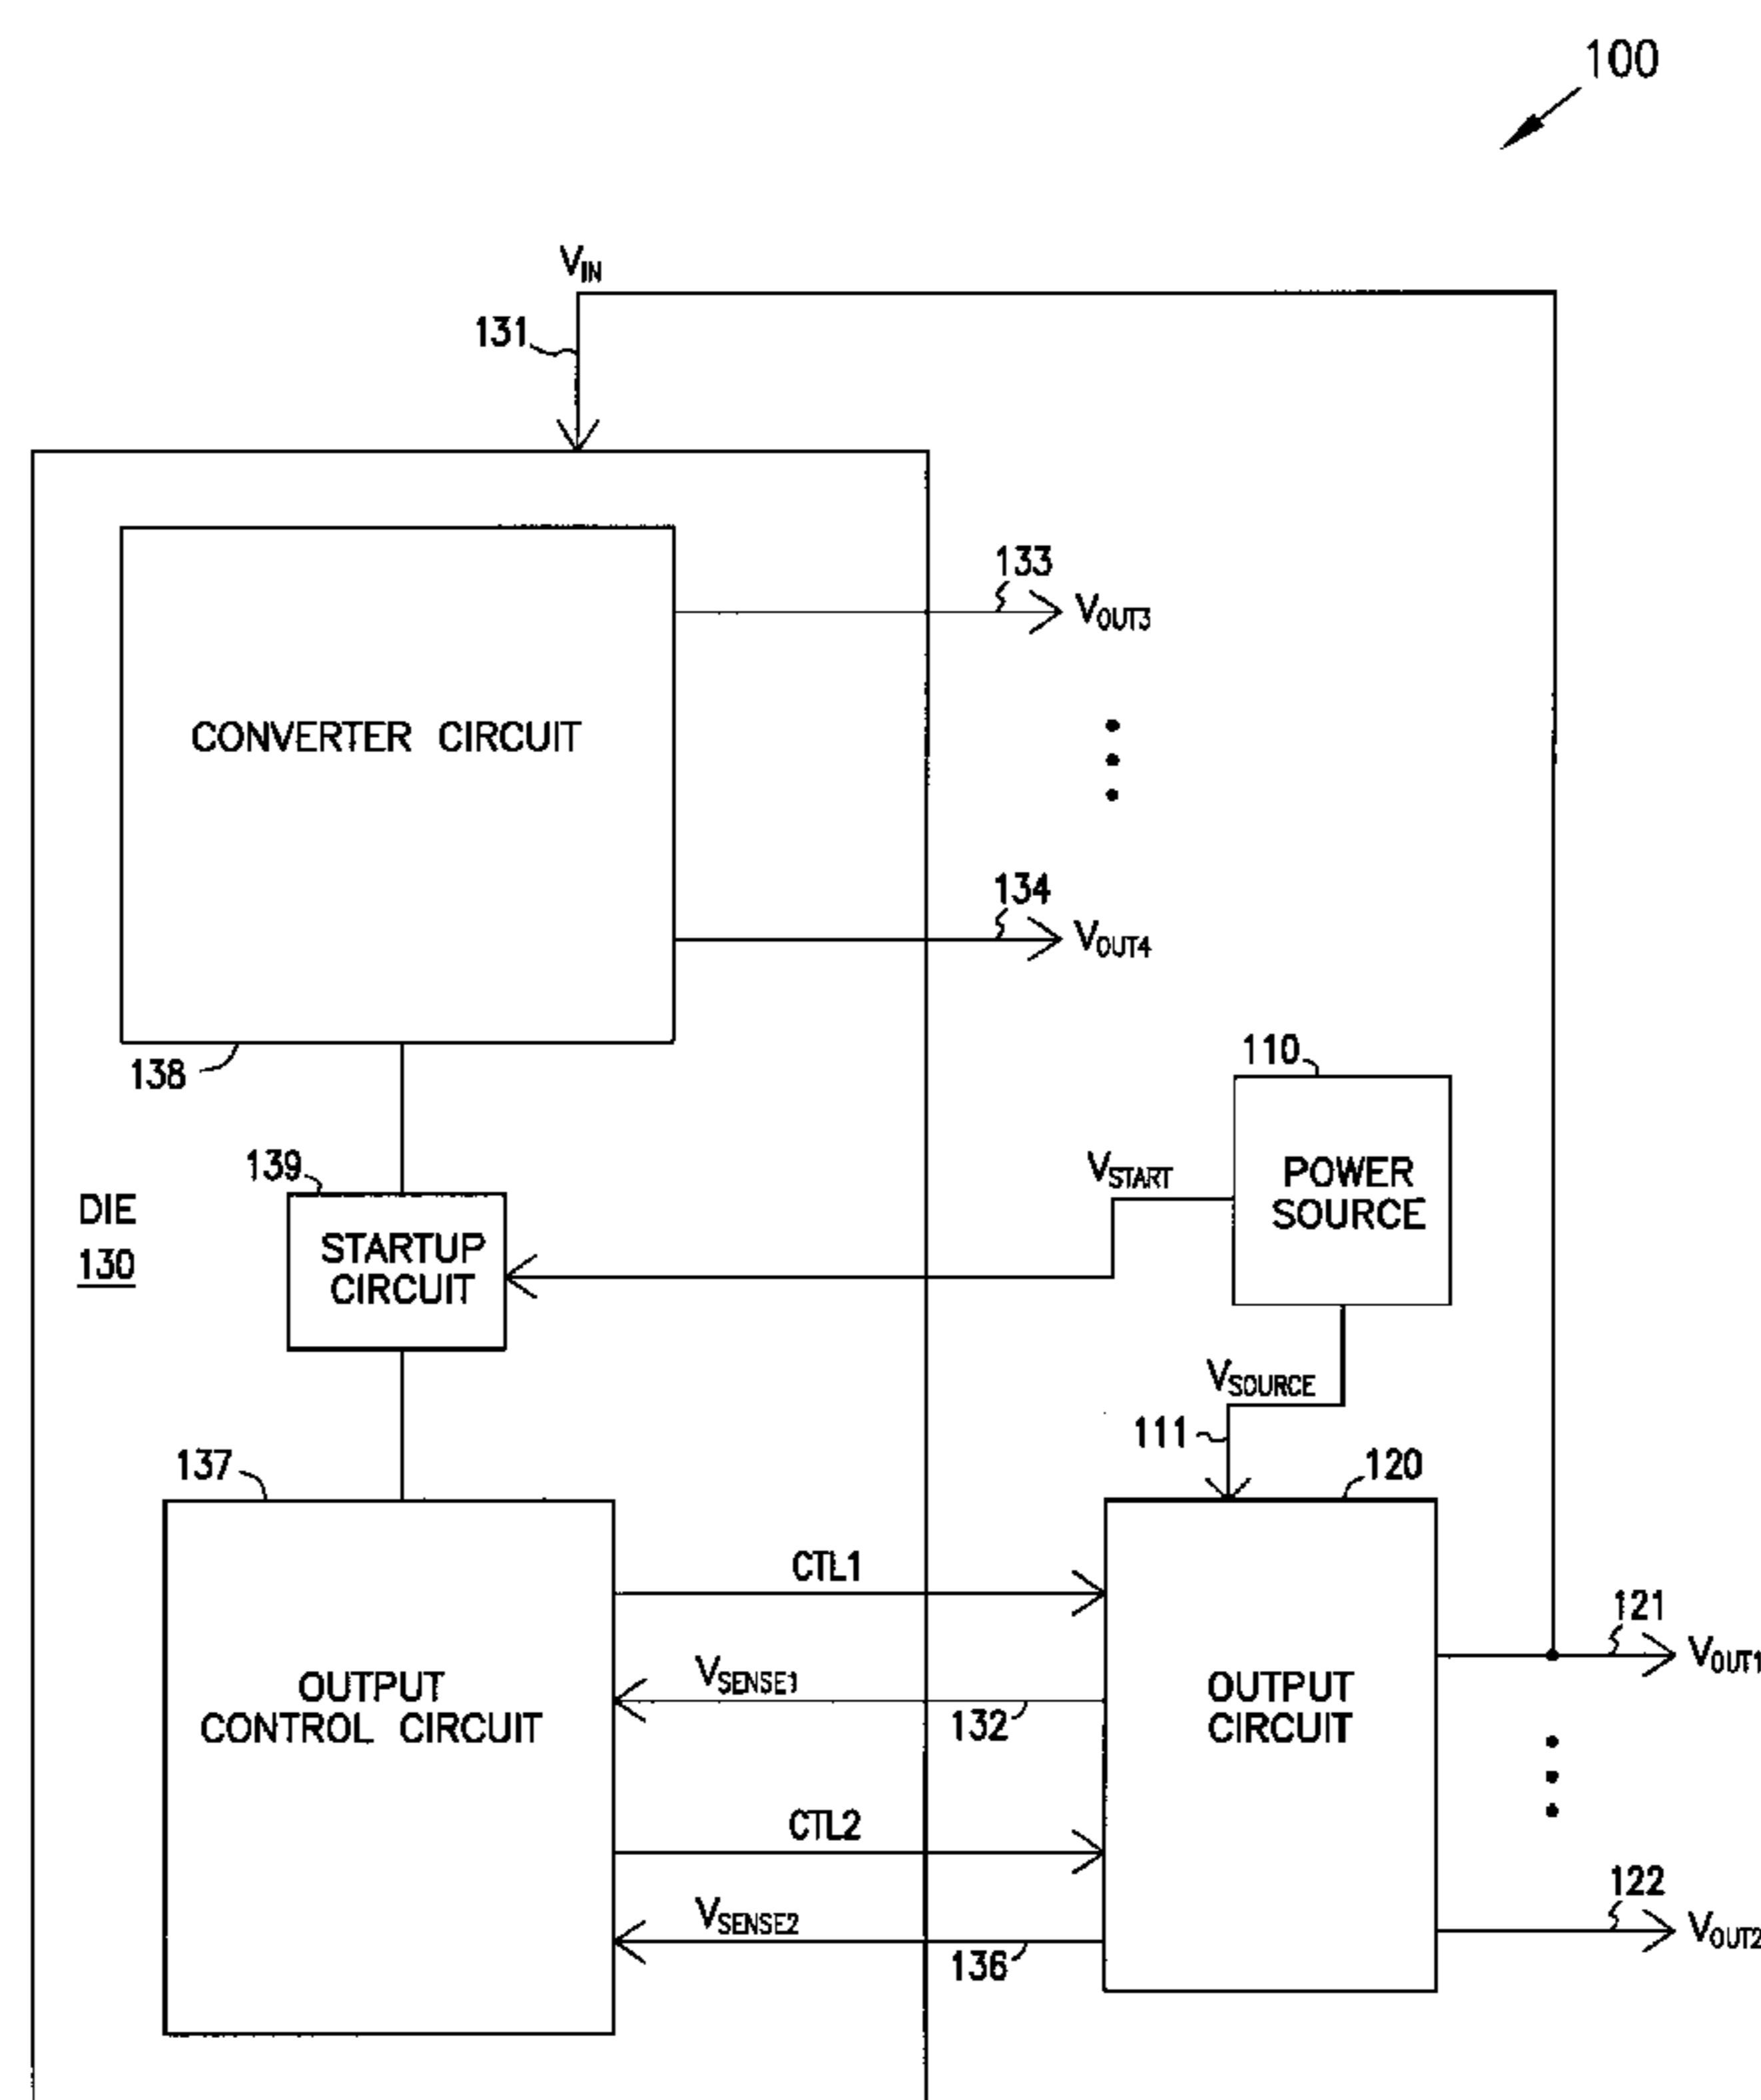 100
VIN
131
133
VOUT3
CONVERTER CIRCUIT
134
VOUT4
138
110
139
VSTART
POWER
SOURCE
DIE
130
STARTUP
CIRCUIT
VSOURCE
111
137
120
CTL1
121
VOUT1
VSENSE1
OUTPUT
CONTROL CIRCUIT
132
OUTPUT
CIRCUIT
CTL2
122
VOUT2
VSENSE2
136